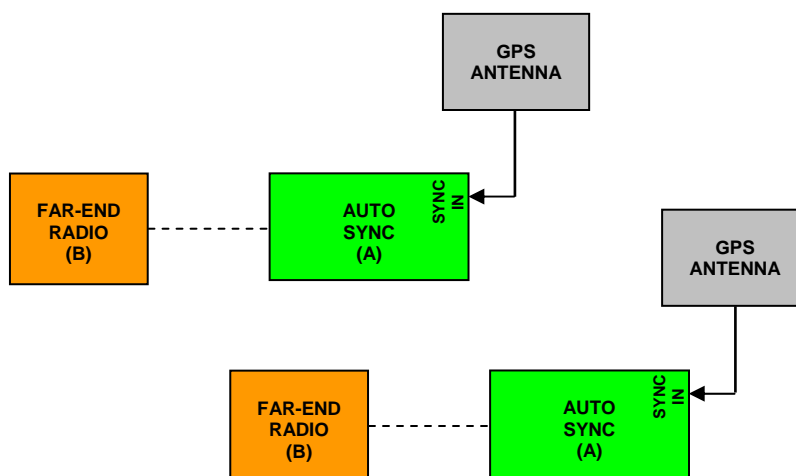 GPS
ANTENNA
FAR-END
RADIO
(B)
AUTO
SYNC
(A)
SYNC
IN
GPS
ANTENNA
FAR-END
RADIO
(B)
AUTO
SYNC
(A)
SYNC
IN